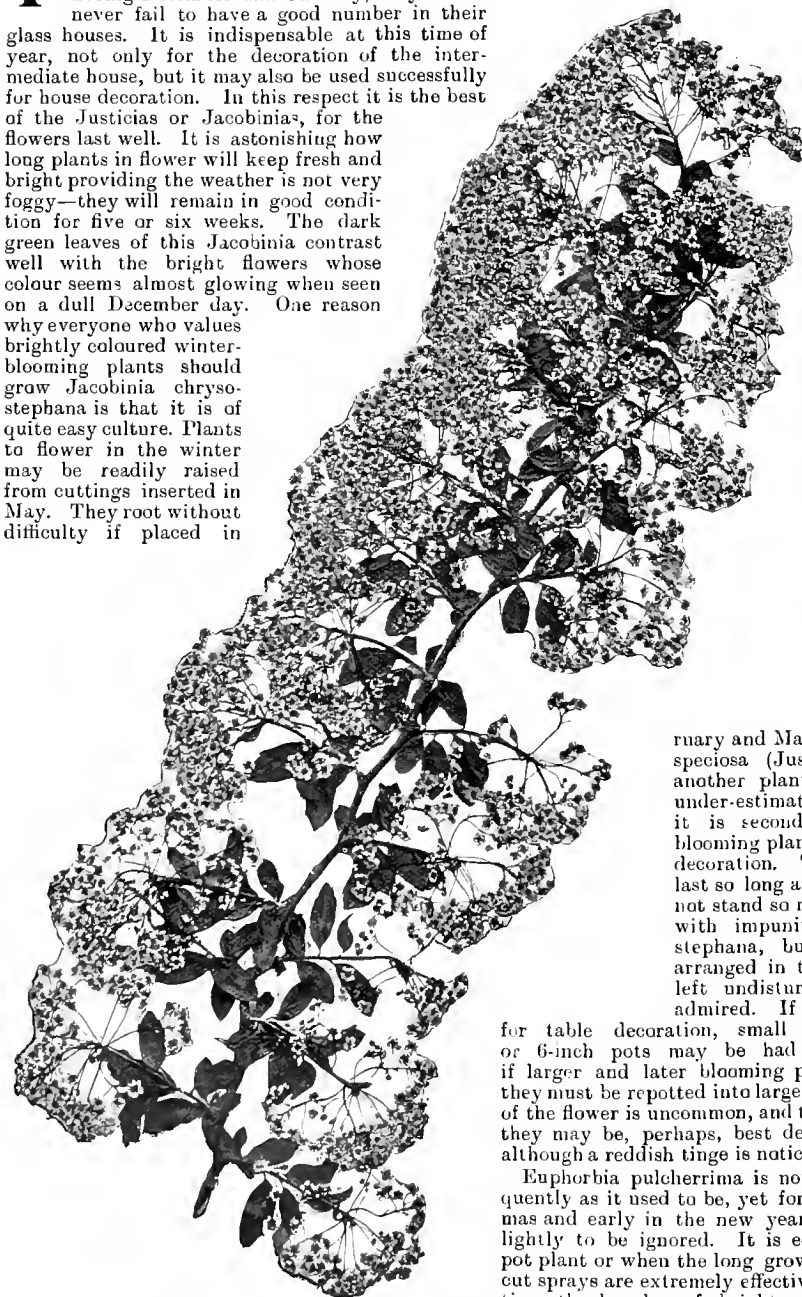 never fail to have a good number in their
glass houses. It is indispensable at this time of
year, not only for the decoration of the inter-
mediate house, but it may also be used successfully
for house decoration. In this respect it is the best
of the Justicias or Jacobinias, for the
flowers last well. It is astonishing how
long plants in flower will keep fresh and
bright providing the weather is not very
foggy—they will remain in good condi-
tion for five or six weeks. The dark
green leaves of this Jacobinia contrast
well with the bright flowers whose
colour seems almost glowing when seen
on a dull December day. One reason
why everyone who values
brightly coloured winter-
blooming plants should
grow Jacobinia chryso-
stephana is that it is of
quite easy culture. Plants
to flower in the winter
may be readily raised
from cuttings inserted in
May. They root without
difficulty if placed in
ruary and Ma
speciosa (Jus
another plan
under-estimat
it is second
blooming plan
decoration.
last so long a
not stand so
with impuni
stephana, bu
arranged in t
left undistur
admired. If
for table decoration, small
or 6-inch pots may be had
if larger and later blooming p
they must be repotted into large
of the flower is uncommon, and t
they may be, perhaps, best de
although a reddish tinge is notic
Euphorbia pulcherrima is no
quently as it used to be, yet for
mas and early in the new year
lightly to be ignored. It is e
pot plant or when the long grow
cut sprays are extremely effectiv